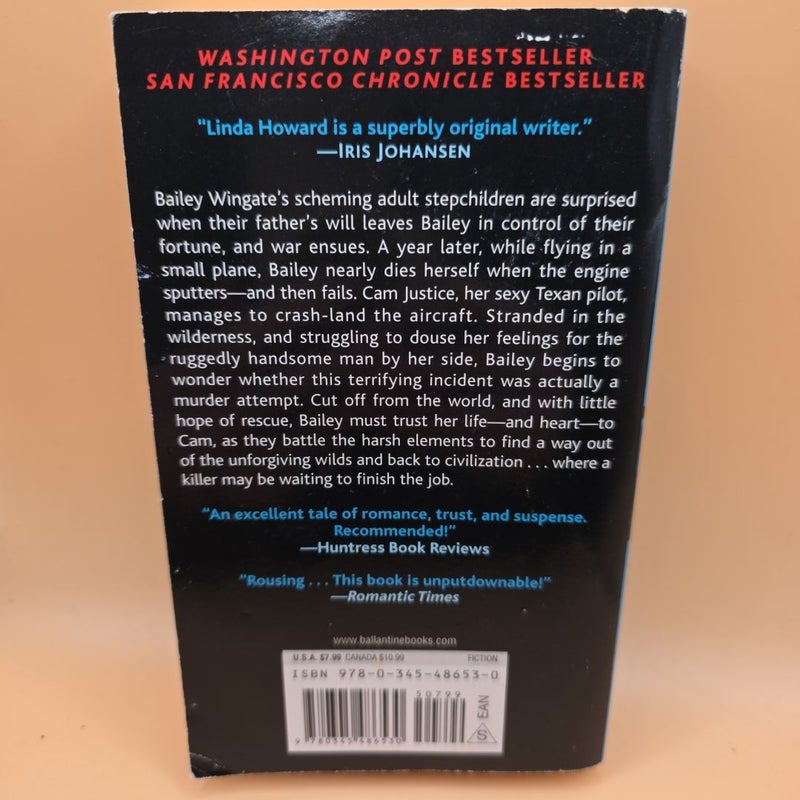 WASHINGTON POST BESTSELLER
SAN FRANCISCO CHRONICLE BESTSELLER
"Linda Howard is a superbly original writer."
—IRIS JOHANSEN
Bailey Wingate's scheming adult stepchildren are surprised
when their father's will leaves Bailey in control of their
fortune, and war ensues. A year later, while flying in a
small plane, Bailey nearly dies herself when the engine
sputters—and then fails. Cam Justice, her sexy Texan pilot,
manages to crash-land the aircraft. Stranded in the
wilderness, and struggling to douse her feelings for the
ruggedly handsome man by her side, Bailey begins to
wonder whether this terrifying incident was actually a
murder attempt. Cut off from the world, and with little
hope of rescue, Bailey must trust her life—and heart—to
Cam, as they battle the harsh elements to find a way out
of the unforgiving wilds and back to civilization . . . where a
killer may be waiting to finish the job.
"An excellent tale of romance, trust, and suspense.
Recommended!"
—Huntress Book Reviews
"Rousing . . . This book is unputdownable!"
—Romantic Times
www.ballantinebooks.com
U.S.A. $7.99 CANADA $10.99 FICTION
ISBN 978-0-345-48653-0
50799
EAN
S
9 780345 486530